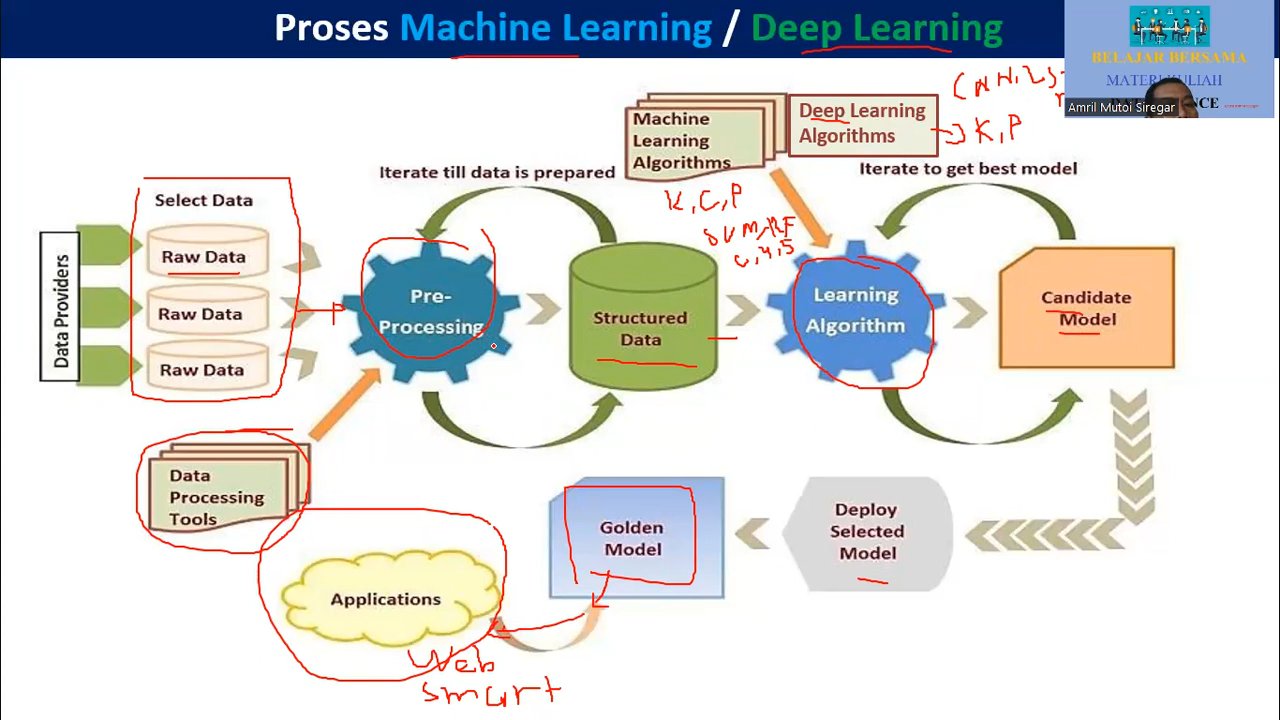 Proses Machine Learning / Deep Learning
BELAJAR BERSAMA
MATERI KULIAH
Amril Mutoi Siregar
Machine
Learning
Algorithms
Deep Learning
Algorithms
K, P
K, C, P
SVM, RF
C, 4, 5
Iterate till data is prepared
Iterate to get best model
Data Providers
Select Data
Raw Data
Raw Data
Raw Data
Pre-
Processing
Structured
Data
Learning
Algorithm
Candidate
Model
Data
Processing
Tools
Applications
Web
smart
Golden
Model
Deploy
Selected
Model